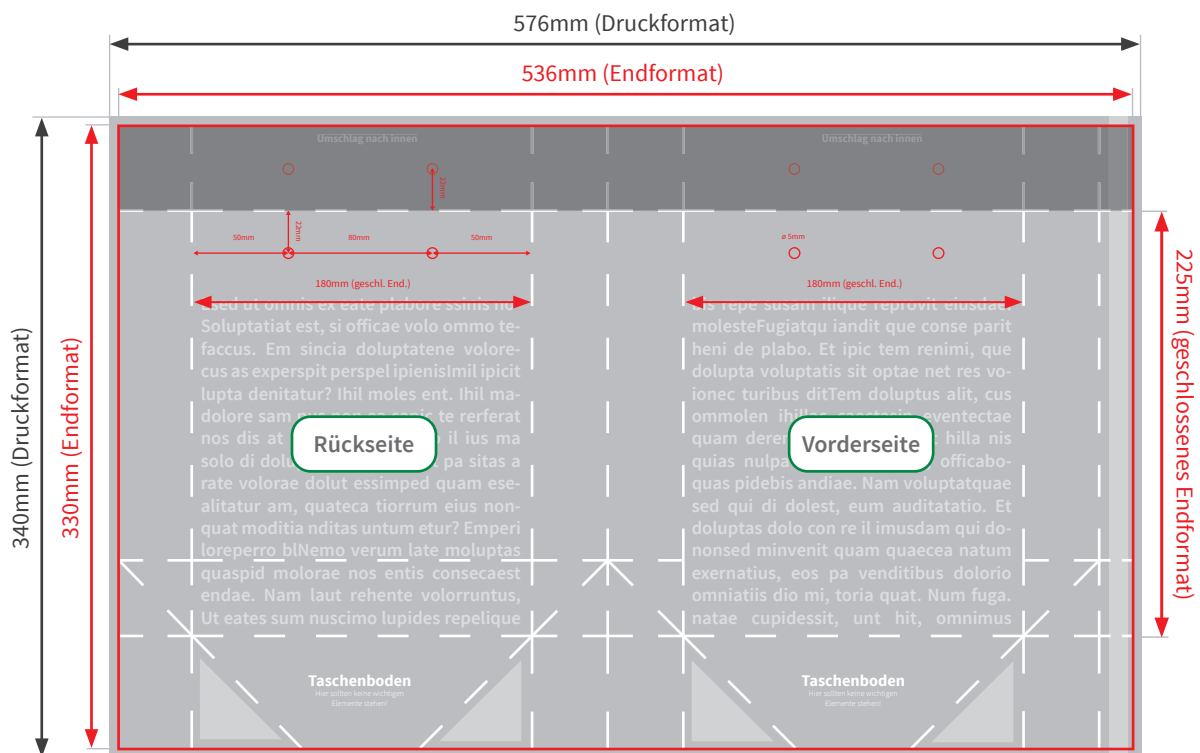 576mm (Druckformat)
536mm (Endformat)
340mm (Druckformat)
330mm (Endformat)
225mm (geschlossenes Endformat)
Umschlag nach innen
Umschlag nach innen
22mm
22mm
50mm
80mm
50mm
ø 5mm
180mm (geschl. End.)
180mm (geschl. End.)
Soluptatiat est, si officae volo ommo te-
faccus. Em sincia doluptatene volore-
cus as experspit perspel ipienisImil ipicit
lupta denitatur? Ihil moles ent. Ihil ma-
dolore sam te rerferat
nos dis at il ius ma
solo di pa sitas a
rate volorae dolut essimped quam ese-
alitatur am, quateca tiorrum eius non-
quat moditia nditas untum etur? Emperi
loreperro blNemo verum late moluptas
quaspid molorae nos entis consecaest
endae. Nam laut rehente volorruntus,
Ut eates sum nuscimo lupides repelique
Rückseite
molesteFugiatqu iandit que conse parit
heni de plabo. Et ipic tem renimi, que
dolupta voluptatis sit optae net res vo-
ionec turibus ditTem doluptus alit, cus
omnolen eventectae
quam hilla nis
quias officabo-
quas pidebis andiae. Nam voluptatquae
sed qui di dolest, eum auditatatio. Et
doluptas dolo con re il imusdam qui do-
nonsed minvenit quam quaecea natum
exernatius, eos pa venditibus dolorio
omniatiis dio mi, toria quat. Num fuga.
natae cupidessit, unt hit, omnimus
Vorderseite
Taschenboden
Hier sollten keine wichtigen
Elemente stehen!
Taschenboden
Hier sollten keine wichtigen
Elemente stehen!